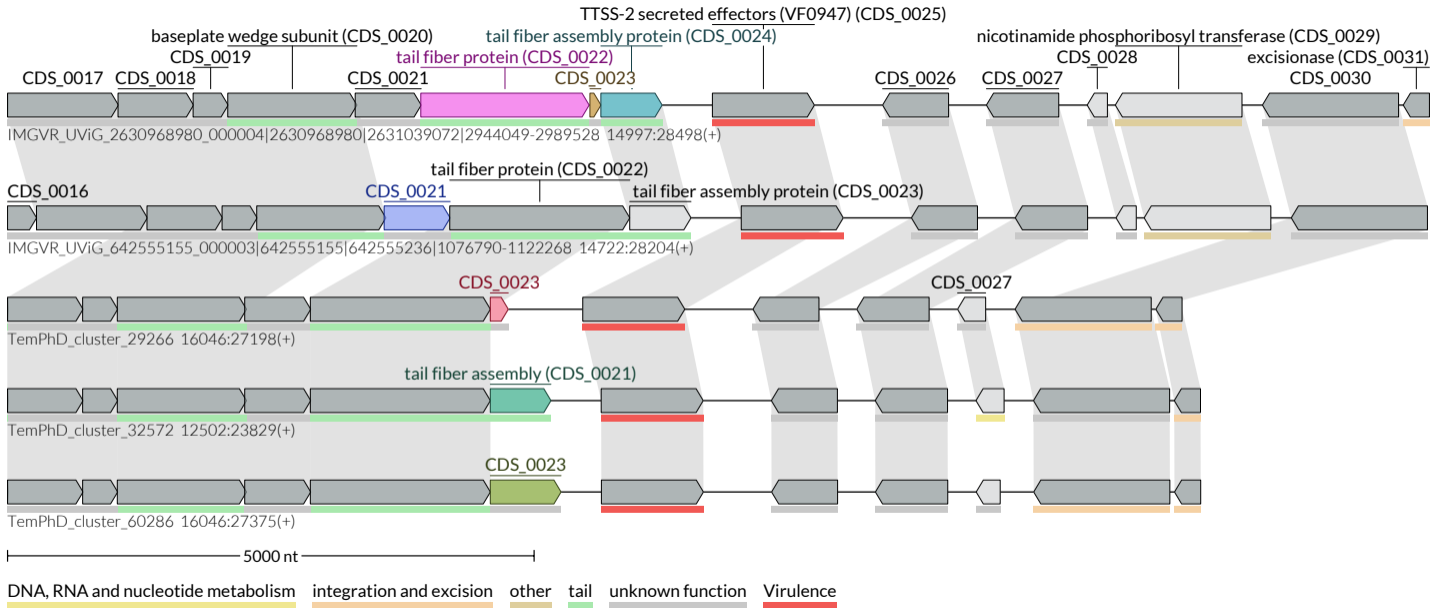 TTSS-2 secreted effectors (VF0947) (CDS_0025)
baseplate wedge subunit (CDS_0020) tail fiber assembly protein (CDS_0024) nicotinamide phosphoribosyl transferase (CDS_0029)
CDS_0019 tail fiber protein (CDS_0022) CDS_0028 excisionase (CDS_0031)
CDS_0017 CDS_0018 CDS_0021 CDS_0023 CDS_0026 CDS_0027 CDS_0030
IMGVR_UViG_2630968980_000004|2630968980|2631039072|2944049-2989528 14997:28498(+)
tail fiber protein (CDS_0022)
CDS_0016 CDS_0021 tail fiber assembly protein (CDS_0023)
IMGVR_UViG_642555155_000003|642555155|642555236|1076790-1122268 14722:28204(+)
CDS_0023 CDS_0027
TemPhD_cluster_29266 16046:27198(+)
tail fiber assembly (CDS_0021)
TemPhD_cluster_32572 12502:23829(+)
CDS_0023
TemPhD_cluster_60286 16046:27375(+)
5000 nt
DNA, RNA and nucleotide metabolism integration and excision other tail unknown function Virulence